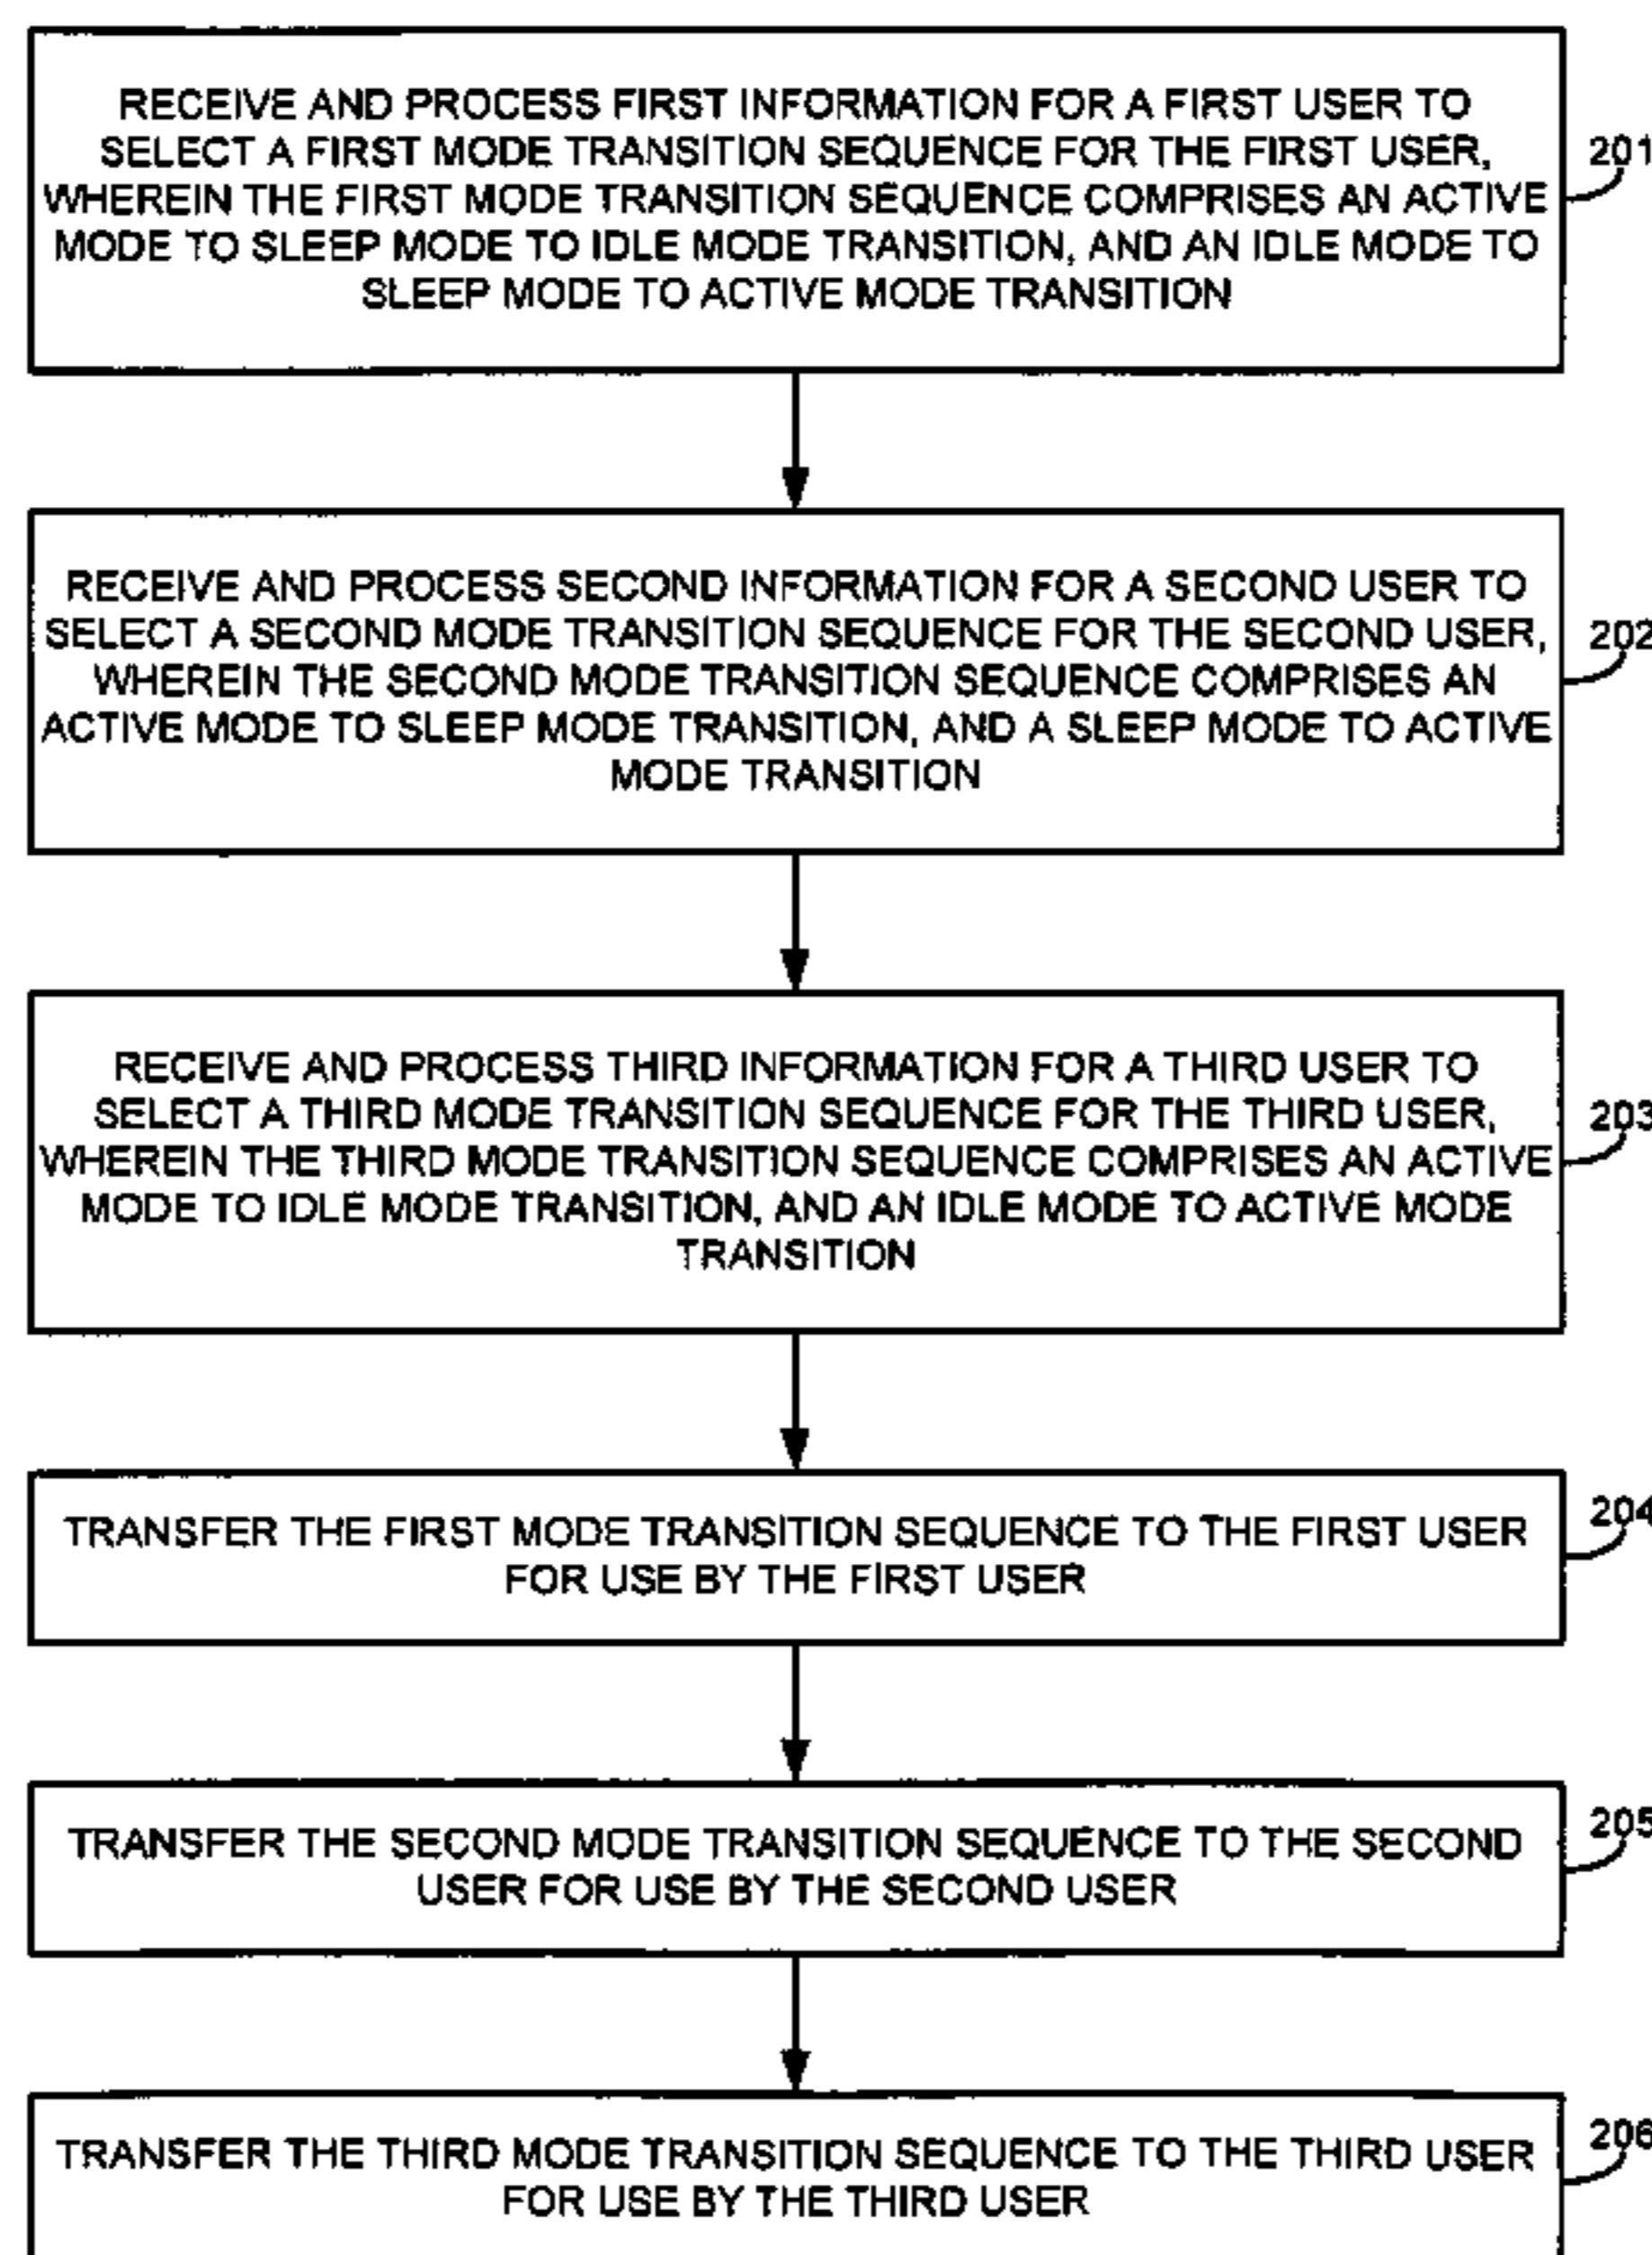 RECEIVE AND PROCESS FIRST INFORMATION FOR A FIRST USER TO
SELECT A FIRST MODE TRANSITION SEQUENCE FOR THE FIRST USER,
WHEREIN THE FIRST MODE TRANSITION SEQUENCE COMPRISES AN ACTIVE
MODE TO SLEEP MODE TO IDLE MODE TRANSITION, AND AN IDLE MODE TO
SLEEP MODE TO ACTIVE MODE TRANSITION
201
RECEIVE AND PROCESS SECOND INFORMATION FOR A SECOND USER TO
SELECT A SECOND MODE TRANSITION SEQUENCE FOR THE SECOND USER,
WHEREIN THE SECOND MODE TRANSITION SEQUENCE COMPRISES AN
ACTIVE MODE TO SLEEP MODE TRANSITION, AND A SLEEP MODE TO ACTIVE
MODE TRANSITION
202
RECEIVE AND PROCESS THIRD INFORMATION FOR A THIRD USER TO
SELECT A THIRD MODE TRANSITION SEQUENCE FOR THE THIRD USER,
WHEREIN THE THIRD MODE TRANSITION SEQUENCE COMPRISES AN ACTIVE
MODE TO IDLE MODE TRANSITION, AND AN IDLE MODE TO ACTIVE MODE
TRANSITION
203
TRANSFER THE FIRST MODE TRANSITION SEQUENCE TO THE FIRST USER
FOR USE BY THE FIRST USER
204
TRANSFER THE SECOND MODE TRANSITION SEQUENCE TO THE SECOND
USER FOR USE BY THE SECOND USER
205
TRANSFER THE THIRD MODE TRANSITION SEQUENCE TO THE THIRD USER
FOR USE BY THE THIRD USER
206